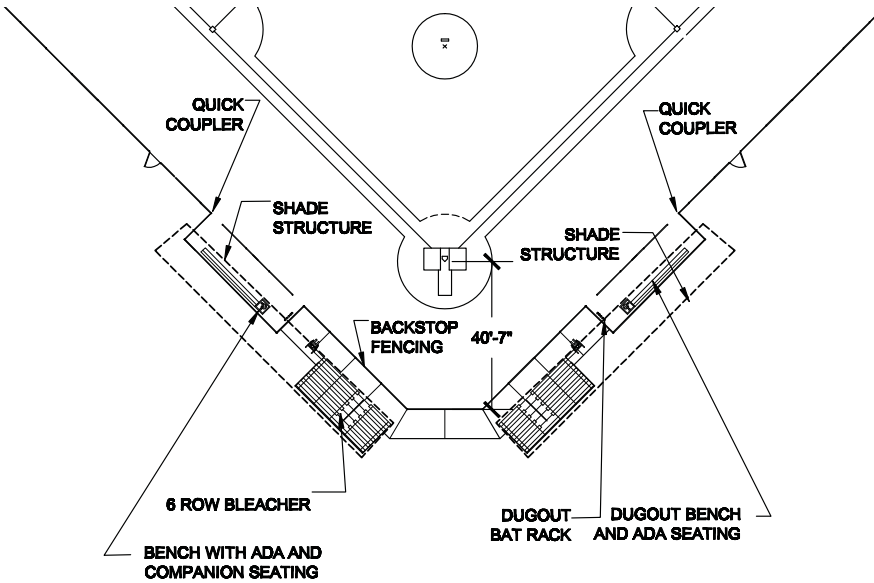 QUICK
COUPLER
QUICK
COUPLER
SHADE
STRUCTURE
SHADE
STRUCTURE
BACKSTOP
FENCING
40'-7"
6 ROW BLEACHER
DUGOUT
BAT RACK
DUGOUT BENCH
AND ADA SEATING
BENCH WITH ADA AND
COMPANION SEATING